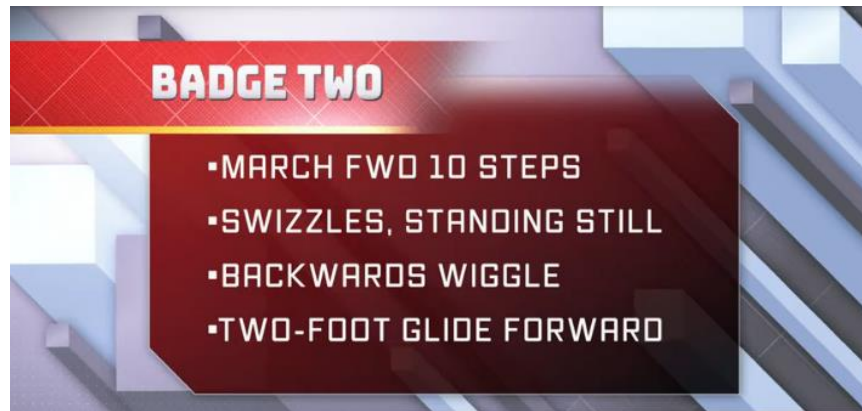 BADGE TWO
▪MARCH FWD 10 STEPS
▪SWIZZLES, STANDING STILL
▪BACKWARDS WIGGLE
▪TWO-FOOT GLIDE FORWARD